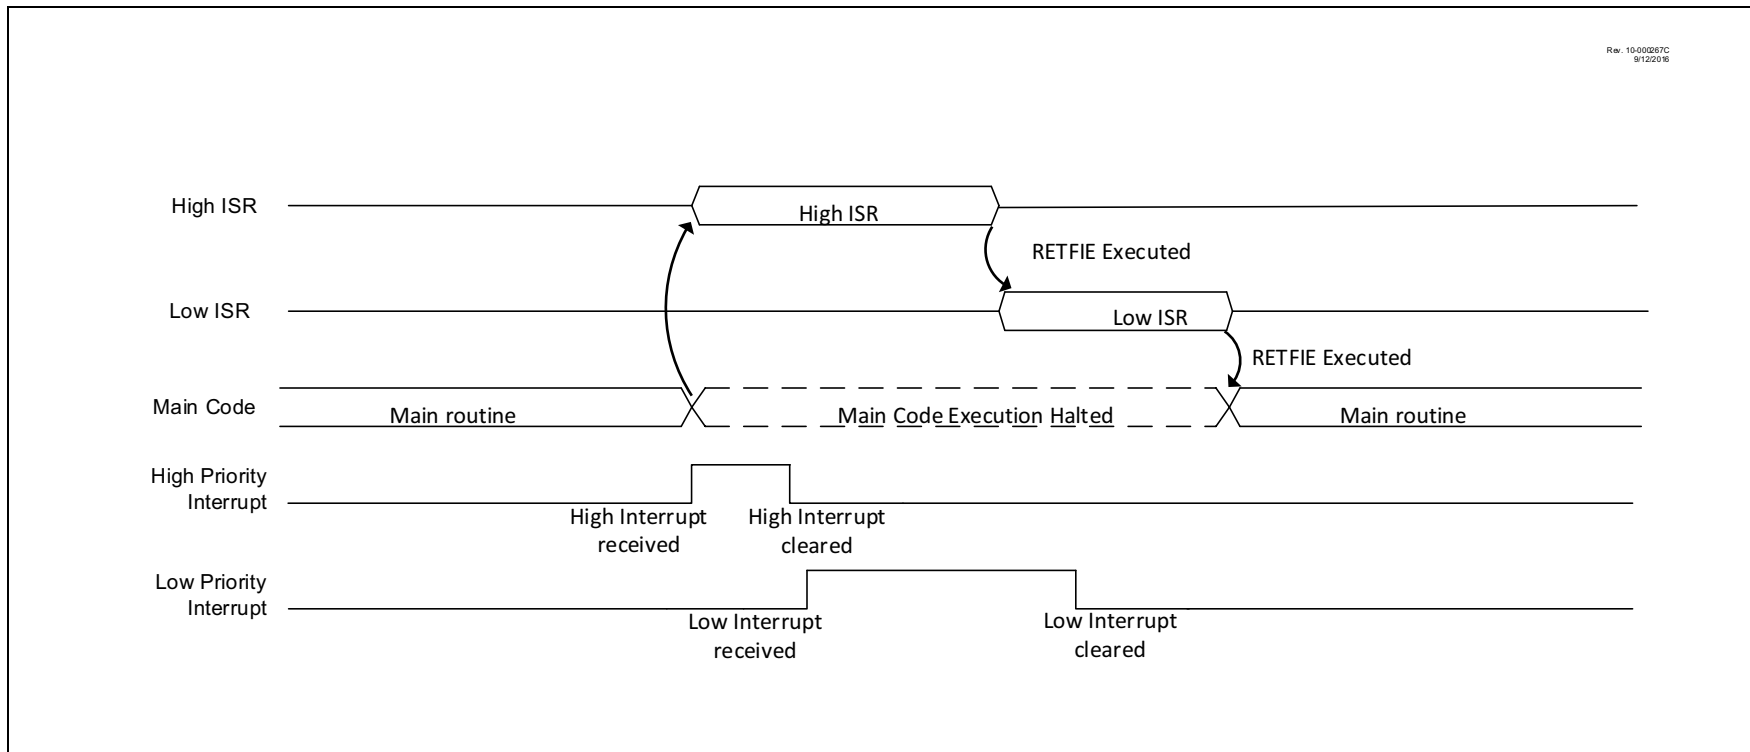 Rev. 10-000267C
9/12/2016
High ISR
High ISR
RETFIE Executed
Low ISR
Low ISR
RETFIE Executed
Main Code
Main routine
Main Code Execution Halted
Main routine
High Priority
Interrupt
High Interrupt
received
High Interrupt
cleared
Low Priority
Interrupt
Low Interrupt
received
Low Interrupt
cleared